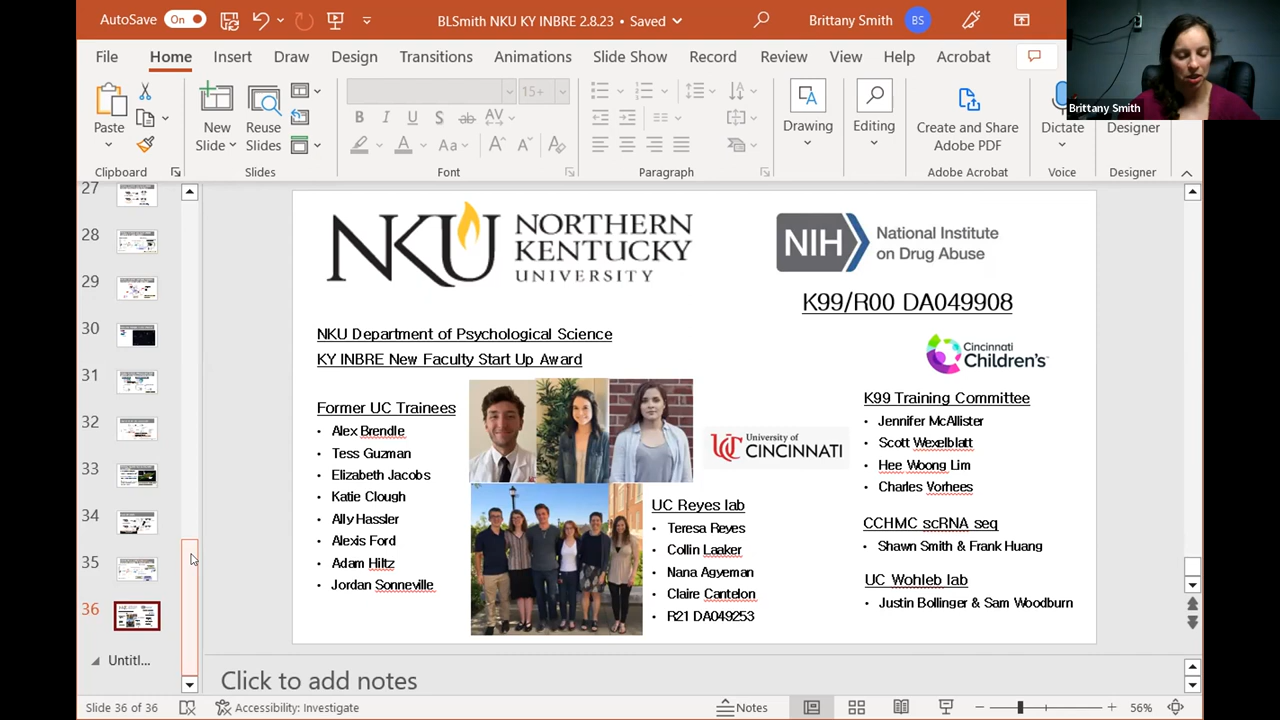 AutoSave On
BLSmith NKU KY INBRE 2.8.23 • Saved
Brittany Smith BS
File Home Insert Draw Design Transitions Animations Slide Show Record Review View Help Acrobat
Brittany Smith
15+
Paste
New Slide
Reuse Slides
B I U S ab AV
Aa A A A
Drawing
Editing
Create and Share Adobe PDF
Dictate
Designer
Clipboard Slides Font Paragraph Adobe Acrobat Voice Designer
27
28
29
30
31
32
33
34
35
36
Untitl...
NKU NORTHERN KENTUCKY UNIVERSITY
NIH National Institute on Drug Abuse
K99/R00 DA049908
NKU Department of Psychological Science
KY INBRE New Faculty Start Up Award
Cincinnati Children's
Former UC Trainees
• Alex Brendle
• Tess Guzman
• Elizabeth Jacobs
• Katie Clough
• Ally Hassler
• Alexis Ford
• Adam Hiltz
• Jordan Sonneville
UC University of CINCINNATI
UC Reyes lab
• Teresa Reyes
• Collin Laaker
• Nana Agyeman
• Claire Cantelon
• R21 DA049253
K99 Training Committee
• Jennifer McAllister
• Scott Wexelblatt
• Hee Woong Lim
• Charles Vorhees
CCHMC scRNA seq
• Shawn Smith & Frank Huang
UC Wohleb lab
• Justin Bollinger & Sam Woodburn
Click to add notes
Slide 36 of 36
Accessibility: Investigate
Notes
56%